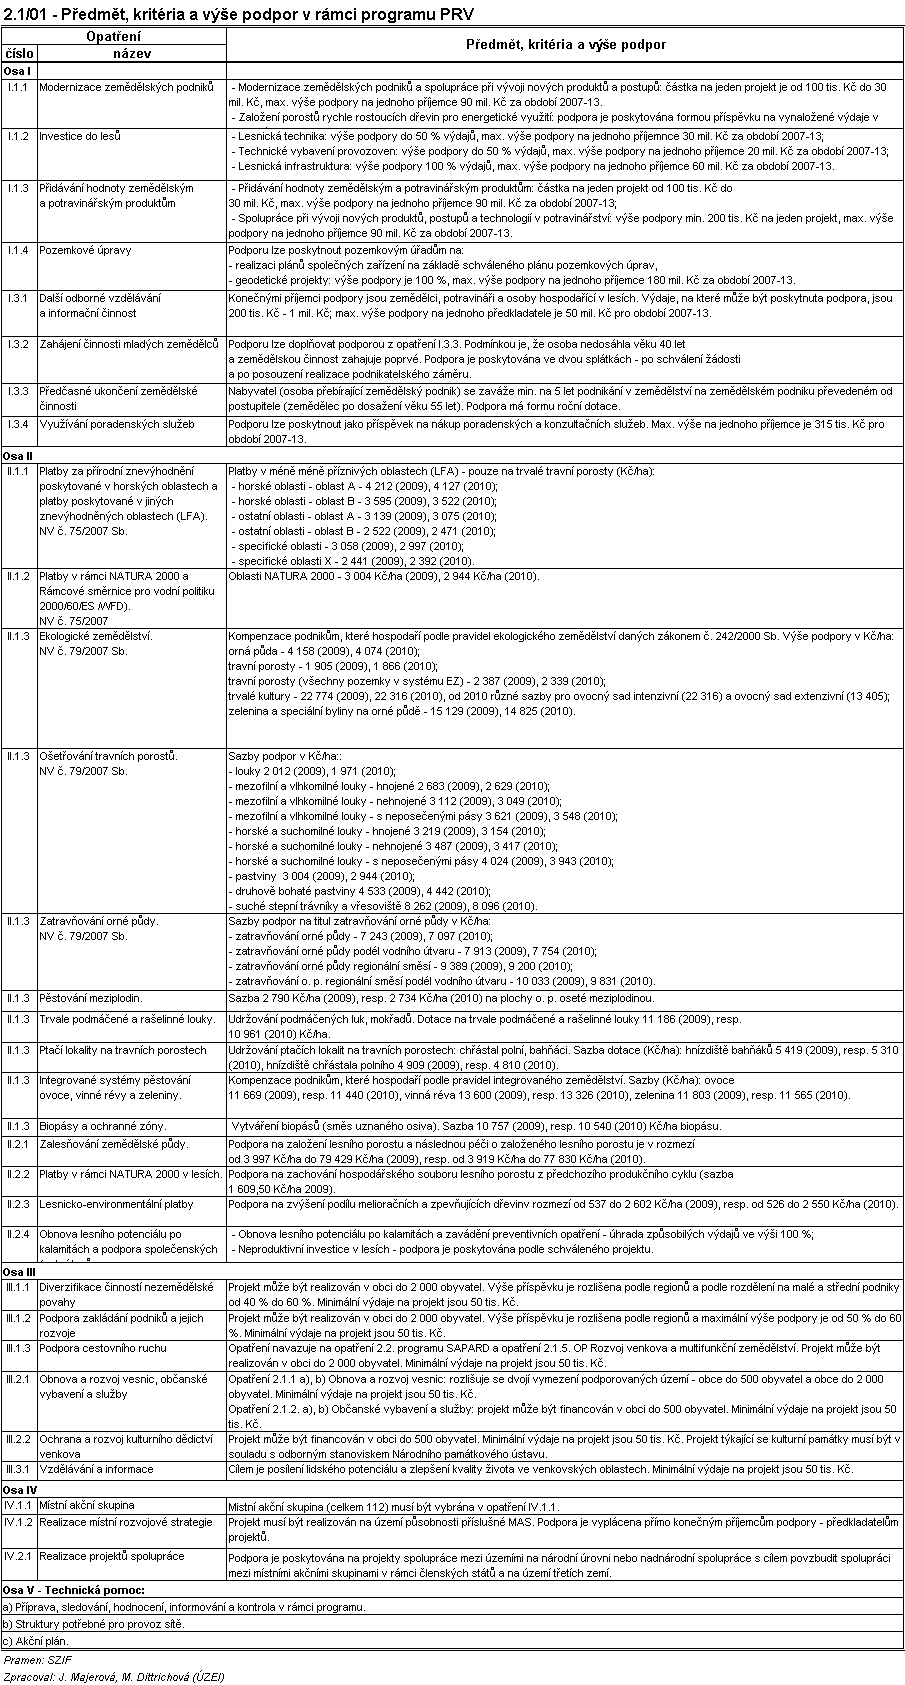 2.1/01 - Předmět, kritéria a výše podpor v rámci programu PRV
Opatření
Předmět, kritéria a výše podpor
číslo název
Osa I
I.1.1 Modernizace zemědělských podniků - Modernizace zemědělských podniků a spolupráce při vývoji nových produktů a postupů: částka na jeden projekt je od 100 tis. Kč do 30
mil. Kč, max. výše podpory na jednoho příjemce 90 mil. Kč za období 2007-13.
- Založení porostů rychle rostoucích dřevin pro energetické využití: podpora je poskytována formou příspěvku na vynaložené výdaje v
I.1.2 Investice do lesů - Lesnická technika: výše podpory do 50 % výdajů, max. výše podpory na jednoho příjemnce 30 mil. Kč za období 2007-13;
- Technické vybavení provozoven: výše podpory do 50 % výdajů, max. výše podpory na jednoho příjemce 20 mil. Kč za období 2007-13;
- Lesnická infrastruktura: výše podpory 100 % výdajů, max. výše podpory na jednoho příjemce 60 mil. Kč za období 2007-13.
I.1.3 Přidávání hodnoty zemědělským - Přidávání hodnoty zemědělským a potravinářským produktům: částka na jeden projekt od 100 tis. Kč do
a potravinářským produktům 30 mil. Kč, max. výše podpory na jednoho příjemce 90 mil. Kč za období 2007-13;
- Spolupráce při vývoji nových produktů, postupů a technologií v potravinářství: výše podpory min. 200 tis. Kč na jeden projekt, max. výše
podpory na jednoho příjemce 90 mil. Kč za období 2007-13.
I.1.4 Pozemkové úpravy Podporu lze poskytnout pozemkovým úřadům na:
- realizaci plánů společných zařízení na základě schváleného plánu pozemkových úprav,
- geodetické projekty: výše podpory je 100 %, max. výše podpory na jednoho příjemce 180 mil. Kč za období 2007-13.
I.3.1 Další odborné vzdělávání Konečnými příjemci podpory jsou zemědělci, potravináři a osoby hospodařící v lesích. Výdaje, na které může být poskytnuta podpora, jsou
a informační činnost 200 tis. Kč - 1 mil. Kč; max. výše podpory na jednoho předkladatele je 50 mil. Kč pro období 2007-13.
I.3.2 Zahájení činnosti mladých zemědělců Podporu lze doplňovat podporou z opatření I.3.3. Podmínkou je, že osoba nedosáhla věku 40 let
a zemědělskou činnost zahajuje poprvé. Podpora je poskytována ve dvou splátkách - po schválení žádosti
a po posouzení realizace podnikatelského záměru.
I.3.3 Předčasné ukončení zemědělské Nabyvatel (osoba přebírající zemědělský podnik) se zaváže min. na 5 let podnikání v zemědělství na zemědělském podniku převedeném od
činnosti postupitele (zemědělec po dosažení věku 55 let). Podpora má formu roční dotace.
I.3.4 Využívání poradenských služeb Podporu lze poskytnout jako příspěvek na nákup poradenských a konzultačních služeb. Max. výše na jednoho příjemce je 315 tis. Kč pro
období 2007-13.
Osa II
II.1.1 Platby za přírodní znevýhodnění Platby v méně méně příznivých oblastech (LFA) - pouze na trvalé travní porosty (Kč/ha):
poskytované v horských oblastech a - horské oblasti - oblast A - 4 212 (2009), 4 127 (2010);
platby poskytované v jiných - horské oblasti - oblast B - 3 595 (2009), 3 522 (2010);
znevýhodněných oblastech (LFA). - ostatní oblasti - oblast A - 3 139 (2009), 3 075 (2010);
NV č. 75/2007 Sb. - ostatní oblasti - oblast B - 2 522 (2009), 2 471 (2010);
- specifické oblasti - 3 058 (2009), 2 997 (2010);
- specifické oblasti X - 2 441 (2009), 2 392 (2010).
II.1.2 Platby v rámci NATURA 2000 a Oblasti NATURA 2000 - 3 004 Kč/ha (2009), 2 944 Kč/ha (2010).
Rámcové směrnice pro vodní politiku
2000/60/ES /WFD).
NV č. 75/2007
II.1.3 Ekologické zemědělství. Kompenzace podnikům, které hospodaří podle pravidel ekologického zemědělství daných zákonem č. 242/2000 Sb. Výše podpory v Kč/ha:
NV č. 79/2007 Sb. orná půda - 4 158 (2009), 4 074 (2010);
travní porosty - 1 905 (2009), 1 866 (2010);
travní porosty (všechny pozemky v systému EZ) - 2 387 (2009), 2 339 (2010);
trvalé kultury - 22 774 (2009), 22 316 (2010), od 2010 různé sazby pro ovocný sad intenzivní (22 316) a ovocný sad extenzivní (13 405);
zelenina a speciální byliny na orné půdě - 15 129 (2009), 14 825 (2010).
II.1.3 Ošetřování travních porostů. Sazby podpor v Kč/ha::
NV č. 79/2007 Sb. - louky 2 012 (2009), 1 971 (2010);
- mezofilní a vlhkomilné louky - hnojené 2 683 (2009), 2 629 (2010);
- mezofilní a vlhkomilné louky - nehnojené 3 112 (2009), 3 049 (2010);
- mezofilní a vlhkomilné louky - s neposečenými pásy 3 621 (2009), 3 548 (2010);
- horské a suchomilné louky - hnojené 3 219 (2009), 3 154 (2010);
- horské a suchomilné louky - nehnojené 3 487 (2009), 3 417 (2010);
- horské a suchomilné louky - s neposečenými pásy 4 024 (2009), 3 943 (2010);
- pastviny 3 004 (2009), 2 944 (2010);
- druhově bohaté pastviny 4 533 (2009), 4 442 (2010);
- suché stepní trávníky a vřesoviště 8 262 (2009), 8 096 (2010).
II.1.3 Zatravňování orné půdy. Sazby podpor na titul zatravňování orné půdy v Kč/ha:
NV č. 79/2007 Sb. - zatravňování orné půdy - 7 243 (2009), 7 097 (2010);
- zatravňování orné půdy podél vodního útvaru - 7 913 (2009), 7 754 (2010);
- zatravňování orné půdy regionální směsí - 9 389 (2009), 9 200 (2010);
- zatravňování o. p. regionální směsí podél vodního útvaru - 10 033 (2009), 9 831 (2010).
II.1.3 Pěstování meziplodin. Sazba 2 790 Kč/ha (2009), resp. 2 734 Kč/ha (2010) na plochy o. p. oseté meziplodinou.
II.1.3 Trvale podmáčené a rašelinné louky. Udržování podmáčených luk, mokřadů. Dotace na trvale podmáčené a rašelinné louky 11 186 (2009), resp.
10 961 (2010) Kč/ha.
II.1.3 Ptačí lokality na travních porostech Udržování ptačích lokalit na travních porostech: chřástal polní, bahňáci. Sazba dotace (Kč/ha): hnízdiště bahňáků 5 419 (2009), resp. 5 310
(2010), hnízdiště chřástala polního 4 909 (2009), resp. 4 810 (2010).
II.1.3 Integrované systémy pěstování Kompenzace podnikům, které hospodaří podle pravidel integrovaného zemědělství. Sazby (Kč/ha): ovoce
ovoce, vinné révy a zeleniny. 11 669 (2009), resp. 11 440 (2010), vinná réva 13 600 (2009), resp. 13 326 (2010), zelenina 11 803 (2009), resp. 11 565 (2010).
II.1.3 Biopásy a ochranné zóny. Vytváření biopásů (směs uznaného osiva). Sazba 10 757 (2009), resp. 10 540 (2010) Kč/ha biopásu.
II.2.1 Zalesňování zemědělské půdy. Podpora na založení lesního porostu a následnou péči o založeného lesního porostu je v rozmezí
od 3 997 Kč/ha do 79 429 Kč/ha (2009), resp. od 3 919 Kč/ha do 77 830 Kč/ha (2010).
II.2.2 Platby v rámci NATURA 2000 v lesích. Podpora na zachování hospodářského souboru lesního porostu z předchozího produkčního cyklu (sazba
1 609,50 Kč/ha 2009).
II.2.3 Lesnicko-environmentální platby Podpora na zvýšení podílu melioračních a zpevňujících dřevinv rozmezí od 537 do 2 602 Kč/ha (2009), resp. od 526 do 2 550 Kč/ha (2010).
II.2.4 Obnova lesního potenciálu po - Obnova lesního potenciálu po kalamitách a zavádění preventivních opatření - úhrada způsobilých výdajů ve výši 100 %;
kalamitách a podpora společenských - Neproduktivní investice v lesích - podpora je poskytována podle schváleného projektu.
Osa III
III.1.1 Diverzifikace činností nezemědělské Projekt může být realizován v obci do 2 000 obyvatel. Výše příspěvku je rozlišena podle regionů a podle rozdělení na malé a střední podniky
povahy od 40 % do 60 %. Minimální výdaje na projekt jsou 50 tis. Kč.
III.1.2 Podpora zakládání podniků a jejich Projekt může být realizován v obci do 2 000 obyvatel. Výše příspěvku je rozlišena podle regionů a maximální výše podpory je od 50 % do 60
rozvoje %. Minimální výdaje na projekt jsou 50 tis. Kč.
III.1.3 Podpora cestovního ruchu Opatření navazuje na opatření 2.2. programu SAPARD a opatření 2.1.5. OP Rozvoj venkova a multifunkční zemědělství. Projekt může být
realizován v obci do 2 000 obyvatel. Minimální výdaje na projekt jsou 50 tis. Kč.
III.2.1 Obnova a rozvoj vesnic, občanské Opatření 2.1.1 a), b) Obnova a rozvoj vesnic: rozlišuje se dvojí vymezení podporovaných území - obce do 500 obyvatel a obce do 2 000
vybavení a služby obyvatel. Minimální výdaje na projekt jsou 50 tis. Kč.
Opatření 2.1.2. a), b) Občanské vybavení a služby: projekt může být financován v obci do 500 obyvatel. Minimální výdaje na projekt jsou 50
tis. Kč.
III.2.2 Ochrana a rozvoj kulturního dědictví Projekt může být financován v obci do 500 obyvatel. Minimální výdaje na projekt jsou 50 tis. Kč. Projekt týkající se kulturní památky musí být v
venkova souladu s odborným stanoviskem Národního památkového ústavu.
III.3.1 Vzdělávání a informace Cílem je posílení lidského potenciálu a zlepšení kvality života ve venkovských oblastech. Minimální výdaje na projekt jsou 50 tis. Kč.
Osa IV
IV.1.1 Místní akční skupina Mistní akční skupina (celkem 112) musí být vybrána v opatření IV.1.1.
IV.1.2 Realizace místní rozvojové strategie Projekt musí být realizován na území působnosti příslušné MAS. Podpora je vyplácena přímo konečným příjemcům podpory - předkladatelům
projektů.
IV.2.1 Realizace projektů spolupráce Podpora je poskytována na projekty spolupráce mezi územími na národní úrovni nebo nadnárodní spolupráce s cílem povzbudit spolupráci
mezi místními akčními skupinami v rámci členských států a na území třetích zemí.
Osa V - Technická pomoc:
a) Příprava, sledování, hodnocení, informování a kontrola v rámci programu.
b) Struktury potřebné pro provoz sítě.
c) Akční plán.
Pramen: SZIF
Zpracoval: J. Majerová, M. Dittrichová (ÚZEI)